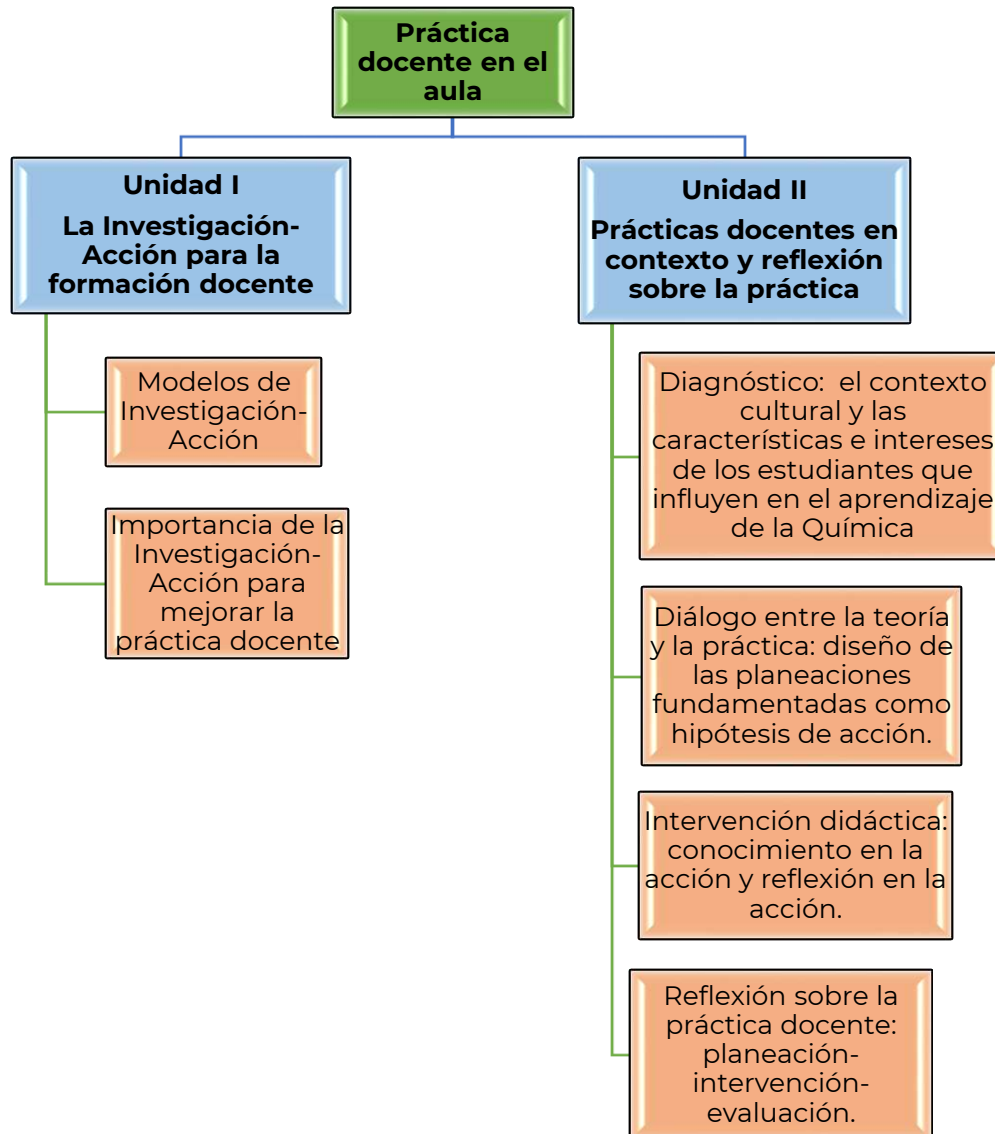 Práctica
docente en el
aula
Unidad I
La Investigación-
Acción para la
formación docente
Modelos de
Investigación-
Acción
Importancia de la
Investigación-
Acción para
mejorar la
práctica docente
Unidad II
Prácticas docentes en
contexto y reflexión
sobre la práctica
Diagnóstico: el contexto
cultural y las
características e intereses
de los estudiantes que
influyen en el aprendizaje
de la Química
Diálogo entre la teoría
y la práctica: diseño de
las planeaciones
fundamentadas como
hipótesis de acción.
Intervención didáctica:
conocimiento en la
acción y reflexión en la
acción.
Reflexión sobre la
práctica docente:
planeación-
intervención-
evaluación.